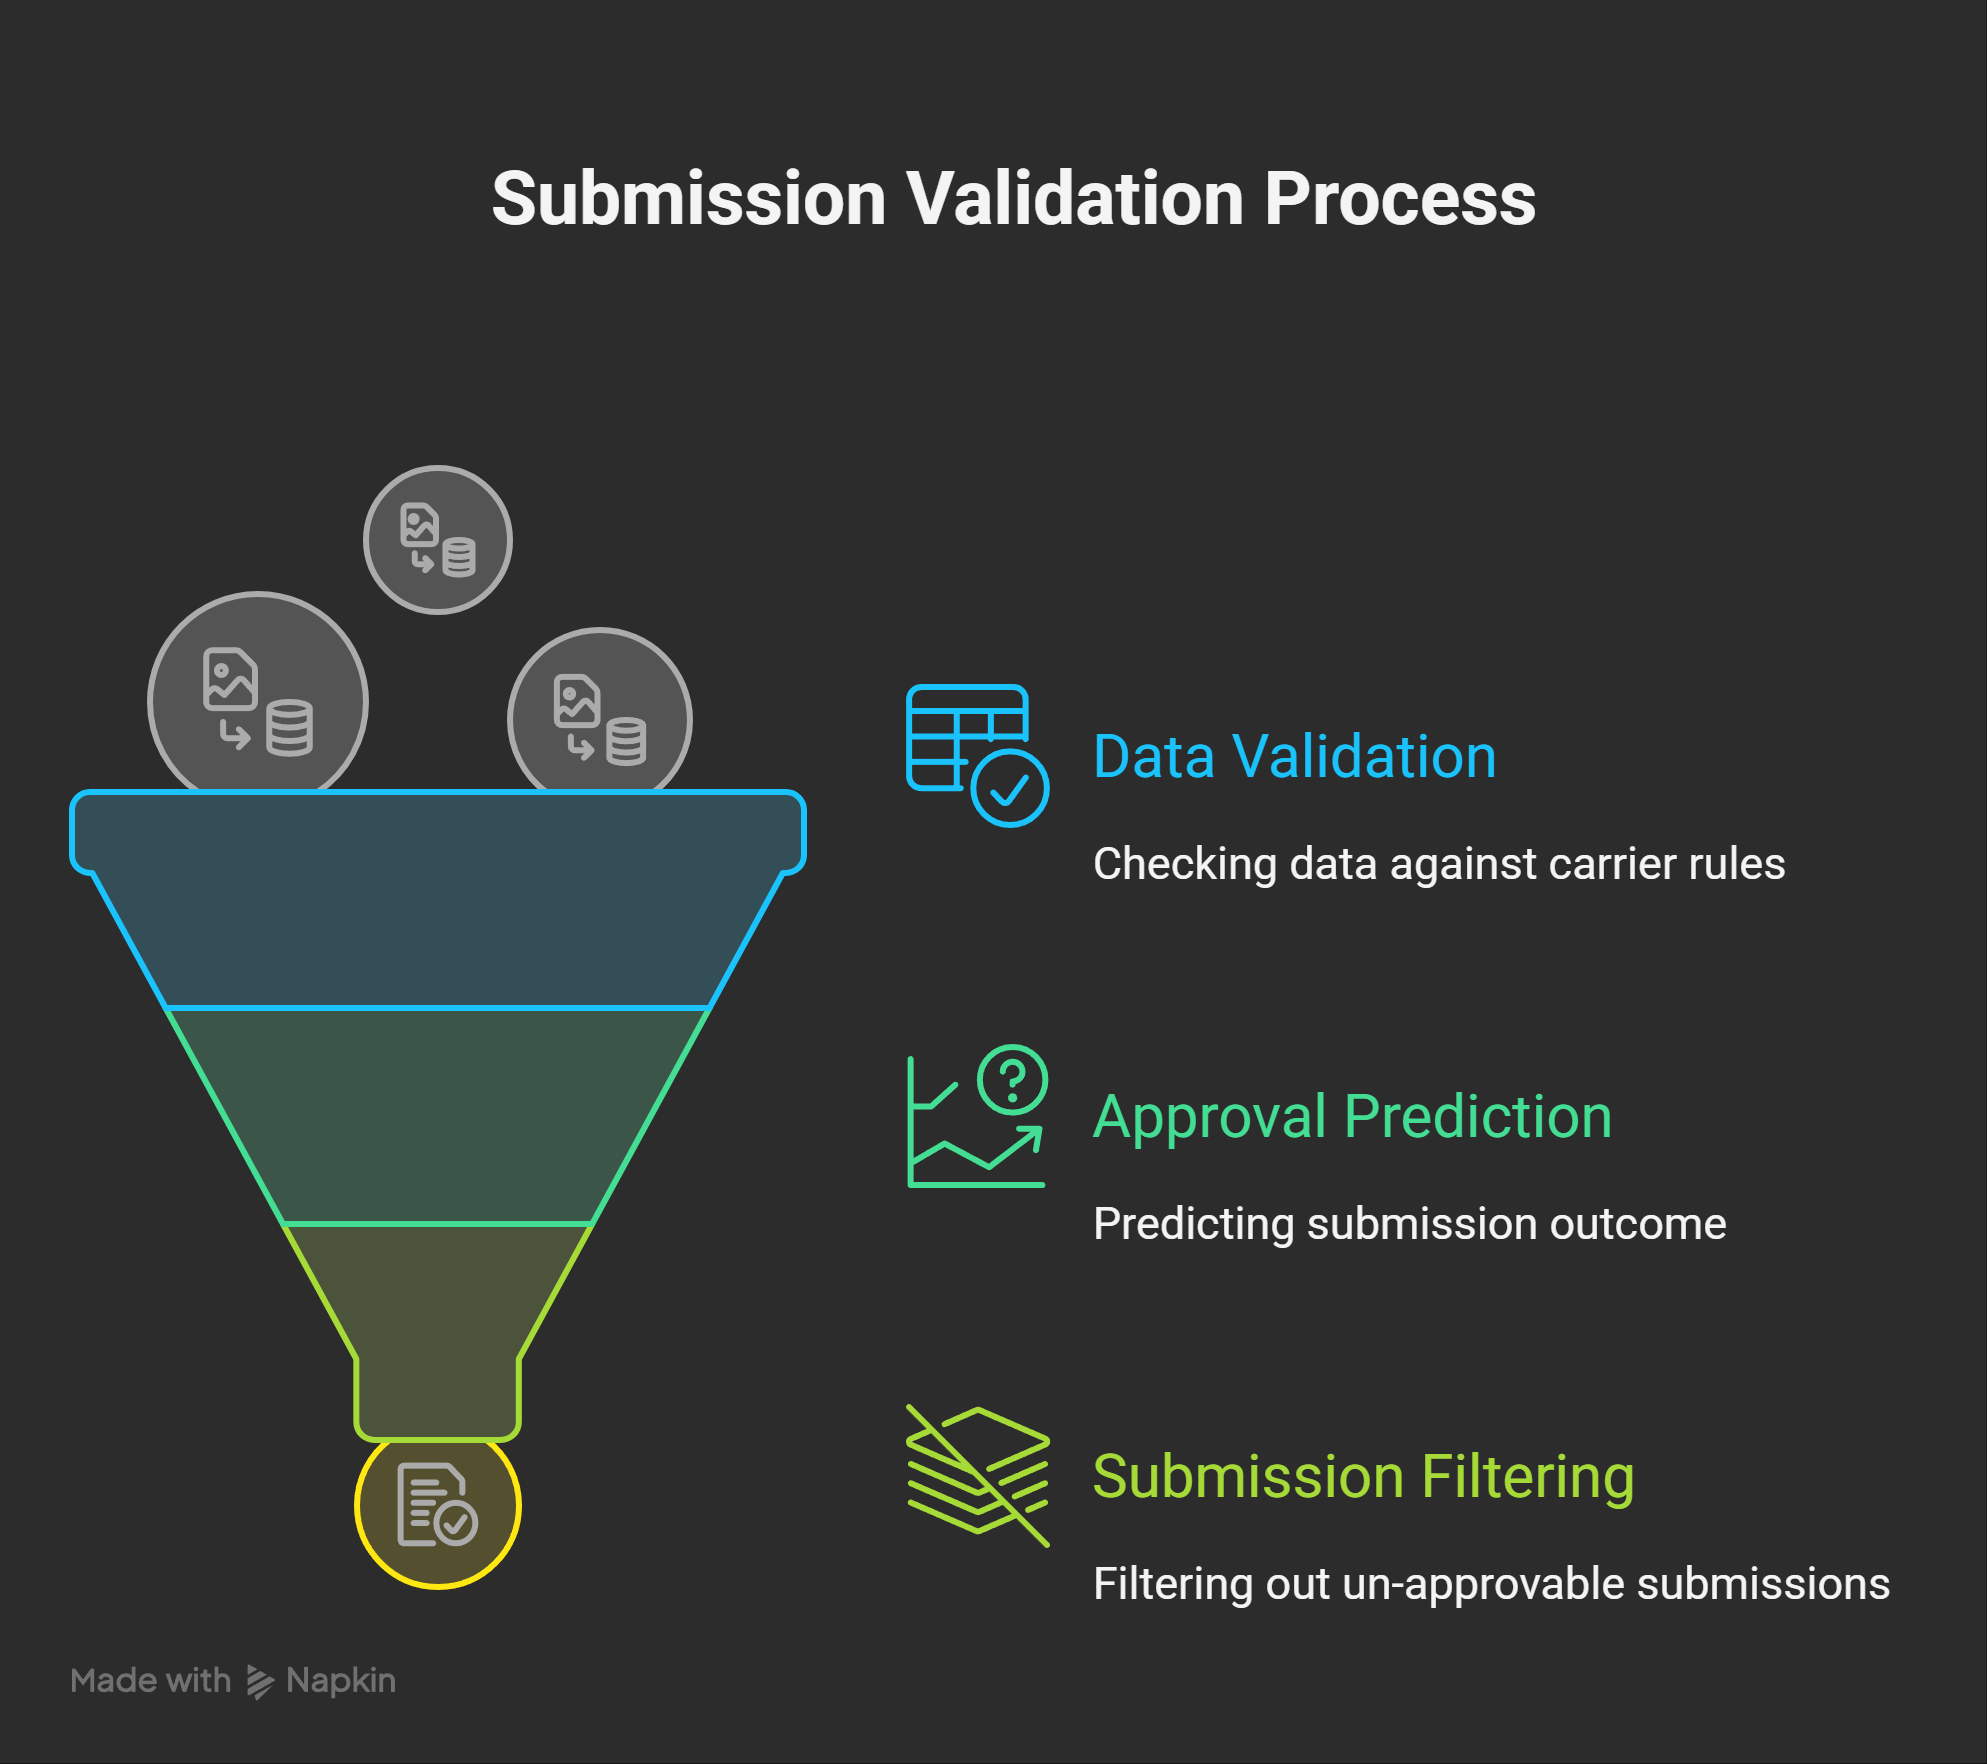 Submission Validation Process
Data Validation
Checking data against carrier rules
Approval Prediction
Predicting submission outcome
Submission Filtering
Filtering out un-approvable submissions
Made with Napkin